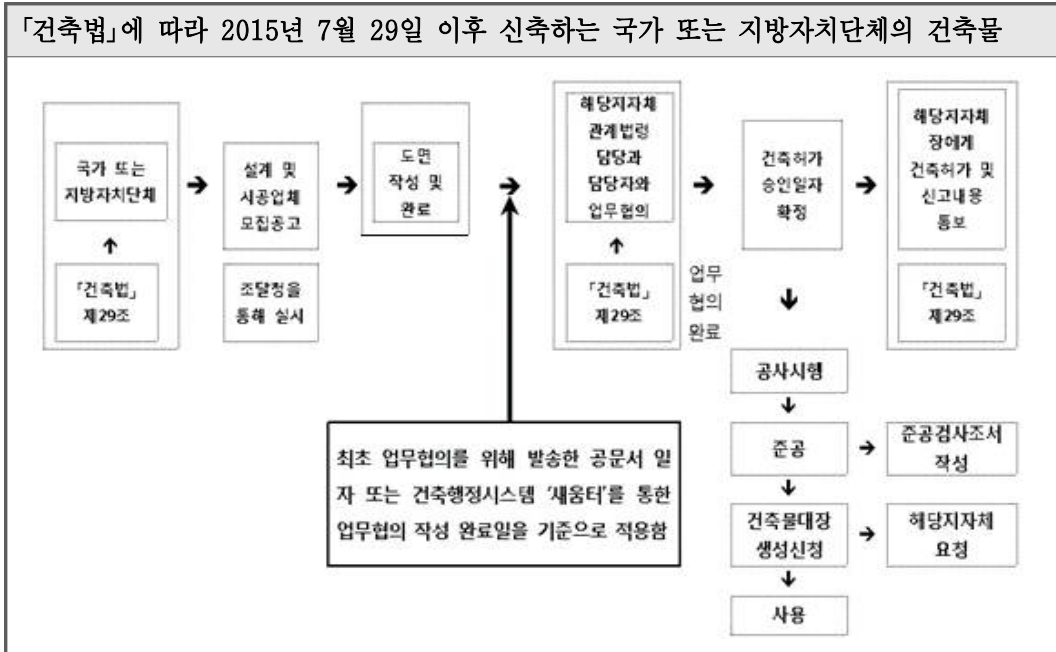 「건축법」에 따라 2015년 7월 29일 이후 신축하는 국가 또는 지방자치단체의 건축물
국가 또는
지방자치단체
「건축법」
제29조
설계 및
시공업체
모집공고
조달청을
통해 실시
도면
작성 및
완료
해당지자체
관계법령
담당과
담당자와
업무협의
「건축법」
제29조
업무
협의
완료
건축허가
승인일자
확정
해당지자체
장에게
건축허가 및
신고내용
통보
「건축법」
제29조
최초 업무협의를 위해 발송한 공문서 일
자 또는 건축행정시스템 '새움터'를 통한
업무협의 작성 완료일을 기준으로 적용함
공사시행
준공
준공검사조서
작성
건축물대장
생성신청
해당지자체
요청
사용